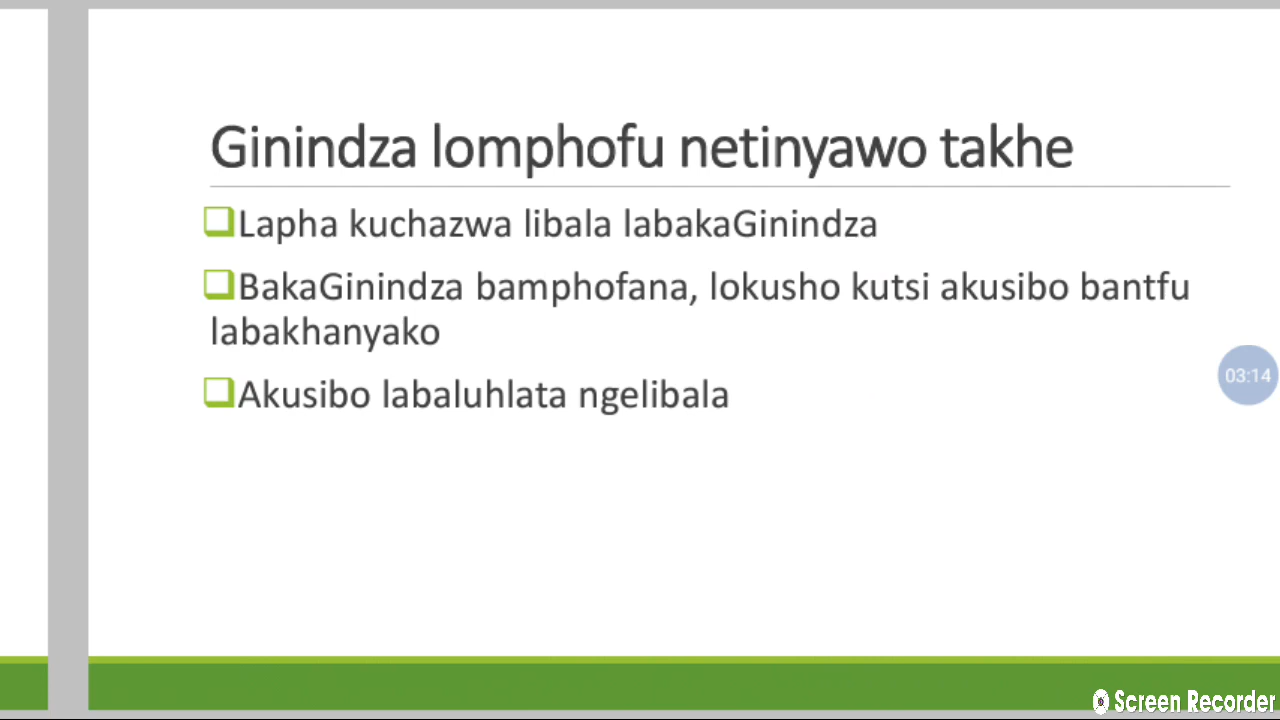 Ginindza lomphofu netinyawo takhe
Lapha kuchazwa libala labakaGinindza
BakaGinindza bamphofana, lokusho kutsi akusibo bantfu
labakhanyako
Akusibo labaluhlata ngelibala
03:14
Screen Recorder